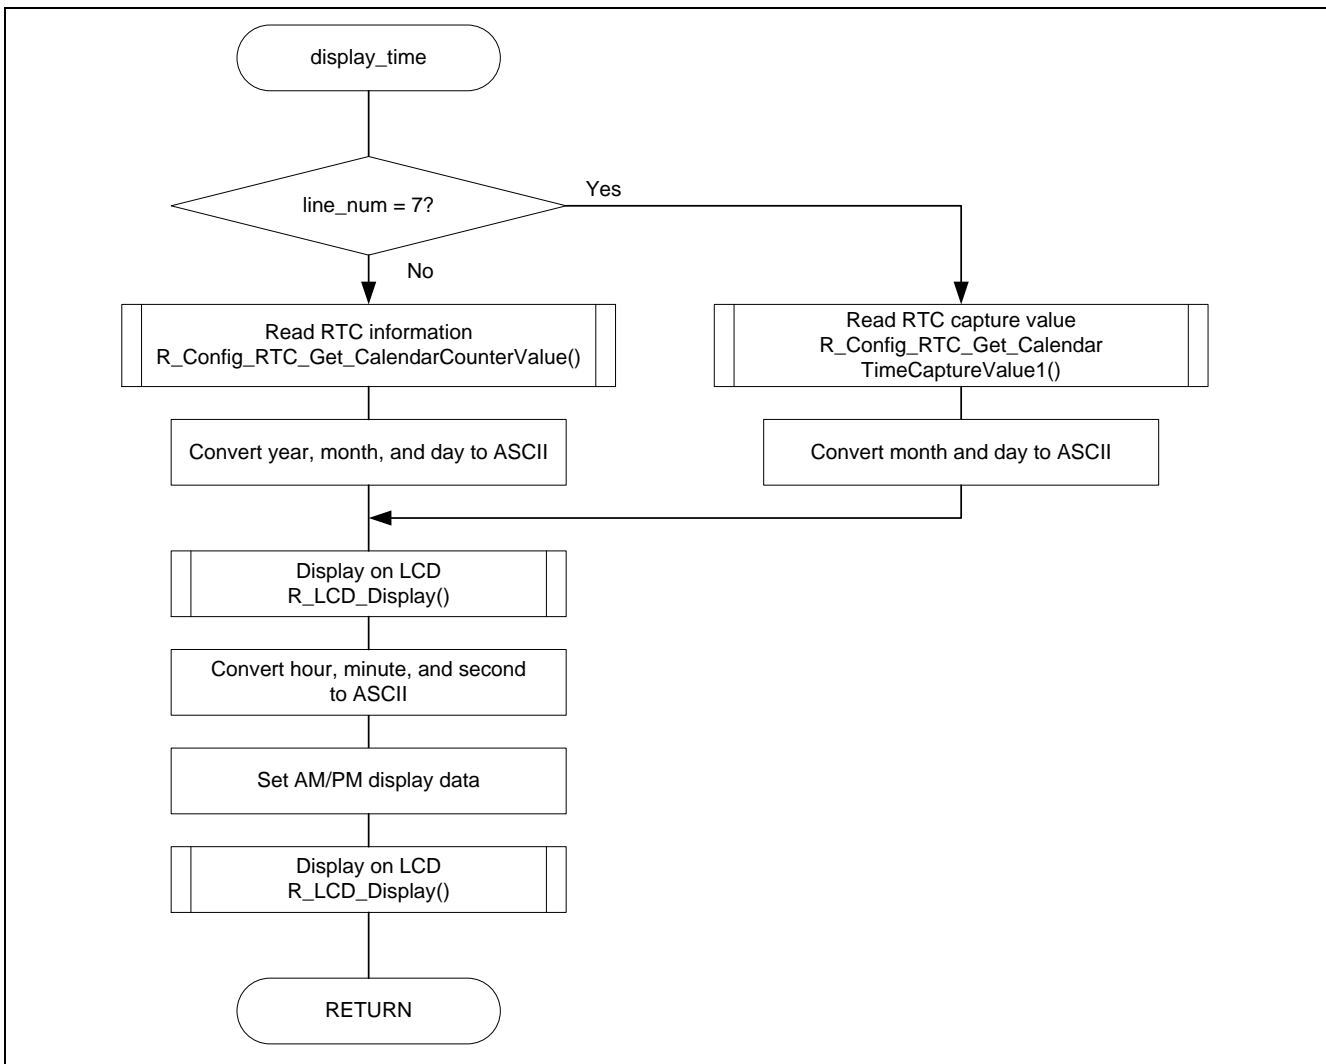 display_time
line_num = 7?
Yes
No
Read RTC information
R_Config_RTC_Get_CalendarCounterValue()
Read RTC capture value
R_Config_RTC_Get_Calendar
TimeCaptureValue1()
Convert year, month, and day to ASCII
Convert month and day to ASCII
Display on LCD
R_LCD_Display()
Convert hour, minute, and second
to ASCII
Set AM/PM display data
Display on LCD
R_LCD_Display()
RETURN